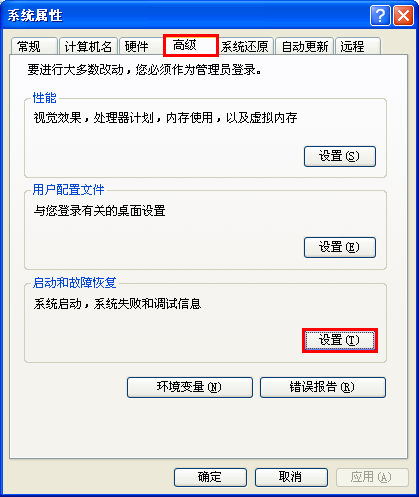 系统属性
常规 计算机名 硬件 高级 系统还原 自动更新 远程
要进行大多数改动，您必须作为管理员登录。
性能
视觉效果，处理器计划，内存使用，以及虚拟内存
设置(S)
用户配置文件
与您登录有关的桌面设置
设置(E)
启动和故障恢复
系统启动，系统失败和调试信息
设置(T)
环境变量(N) 错误报告(R)
确定 取消 应用(A)